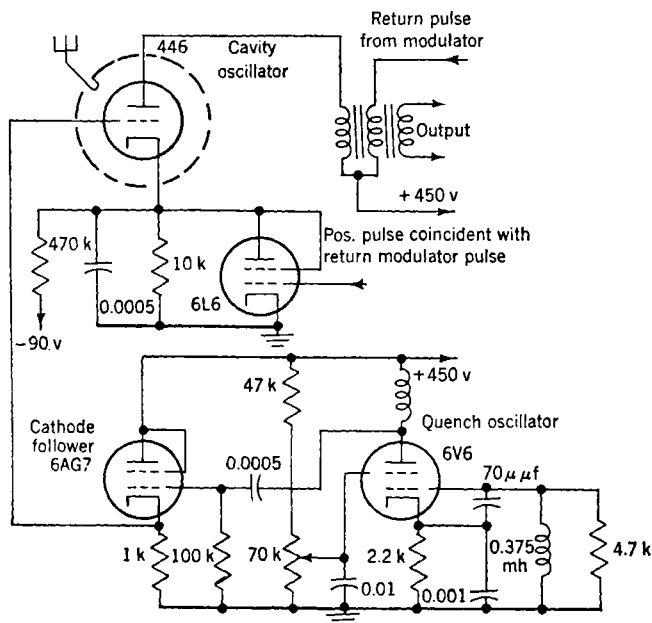 Return pulse
from modulator
446
Cavity
oscillator
Output
+450 v
470 k
10 k
0.0005
6L6
Pos. pulse coincident with
return modulator pulse
-90.v
47 k
+450 v
Cathode
follower
6AG7
Quench oscillator
6V6
0.0005
70μμf
1 k
100 k
70 k
2.2 k
0.375
mh
4.7 k
0.01
0.001